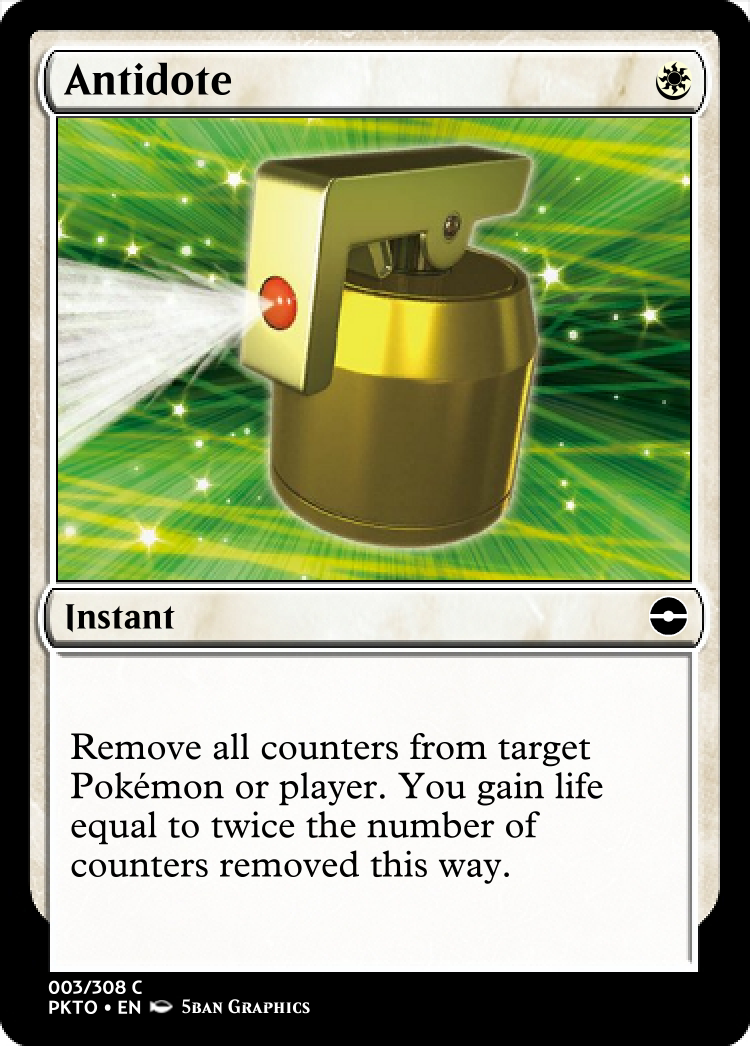 Antidote
Instant
Remove all counters from target
Pokémon or player. You gain life
equal to twice the number of
counters removed this way.
003/308 C
PKTO • EN 5BAN GRAPHICS